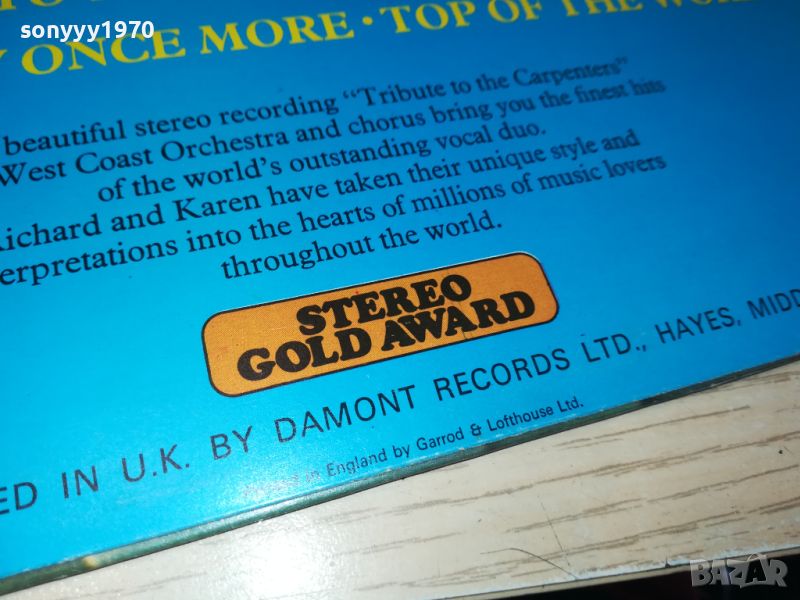 sonyyy1970
TO
Y ONCE MORE · TOP OF THE WORL
beautiful stereo recording "Tribute to the Carpenters"
West Coast Orchestra and chorus bring you the finest hits
of the world's outstanding vocal duo.
Richard and Karen have taken their unique style and
erpretations into the hearts of millions of music lovers
throughout the world.
STEREO
GOLD AWARD
ED IN U.K. BY DAMONT RECORDS LTD., HAYES, MIDD
Printed in England by Garrod & Lofthouse Ltd.
BAZAR